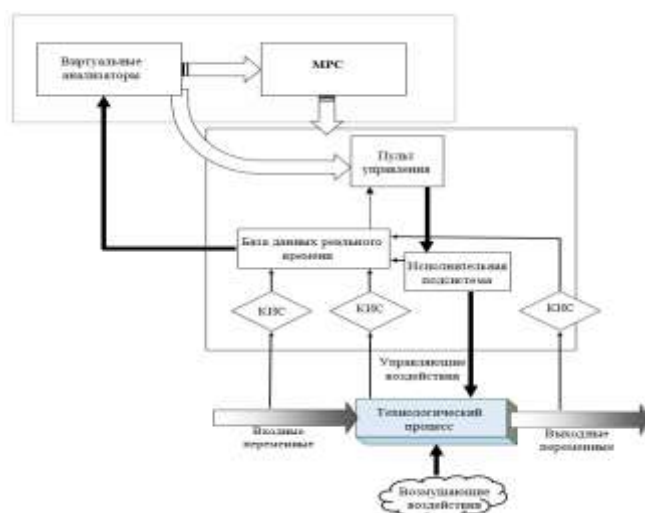 Виртуальные
анализаторы
МРС
Пульт
управления
База данных реального
времени
Исполнительная
подсистема
КИС
КИС
КИС
Управляющие
воздействия
Технологический
процесс
Входные
переменные
Выходные
переменные
Возмущающие
воздействия